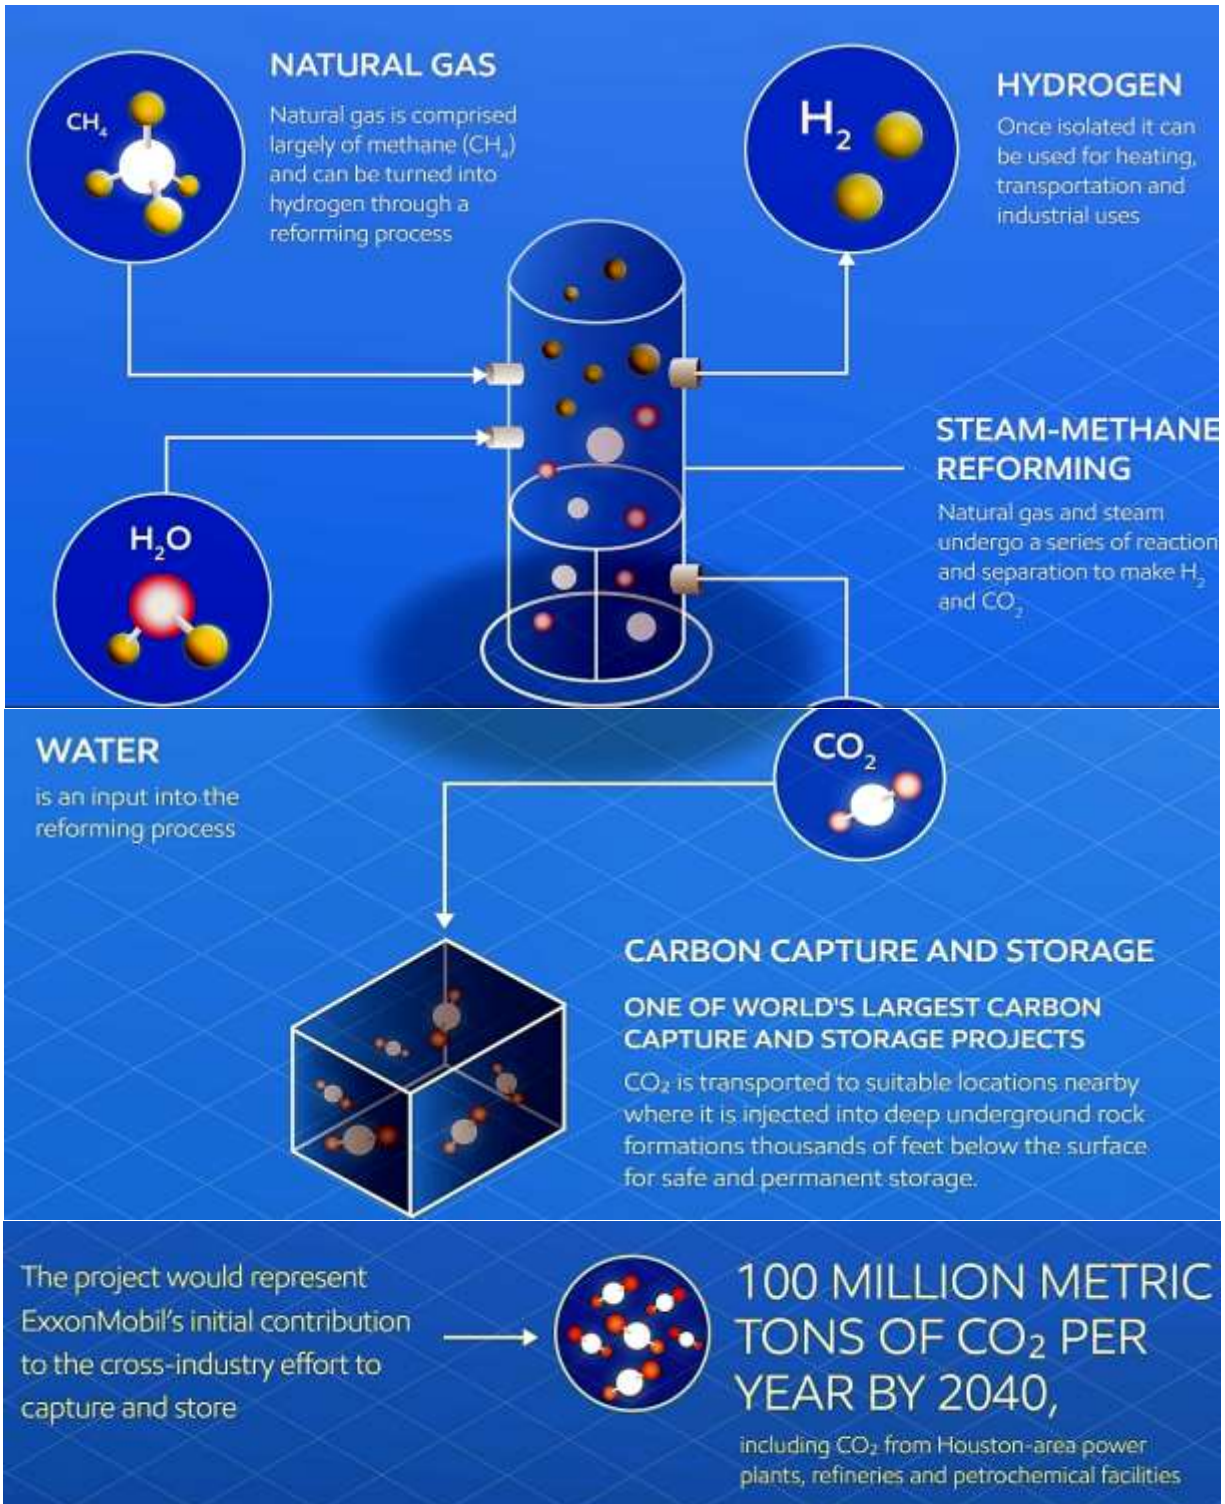 CH₄
NATURAL GAS
Natural gas is comprised
largely of methane (CH₄)
and can be turned into
hydrogen through a
reforming process
H₂
HYDROGEN
Once isolated it can
be used for heating,
transportation and
industrial uses
H₂O
STEAM-METHANE
REFORMING
Natural gas and steam
undergo a series of reaction
and separation to make H₂
and CO₂
WATER
is an input into the
reforming process
CO₂
CARBON CAPTURE AND STORAGE
ONE OF WORLD'S LARGEST CARBON
CAPTURE AND STORAGE PROJECTS
CO₂ is transported to suitable locations nearby
where it is injected into deep underground rock
formations thousands of feet below the surface
for safe and permanent storage.
The project would represent
ExxonMobil's initial contribution
to the cross-industry effort to
capture and store
100 MILLION METRIC
TONS OF CO₂ PER
YEAR BY 2040,
including CO₂ from Houston-area power
plants, refineries and petrochemical facilities